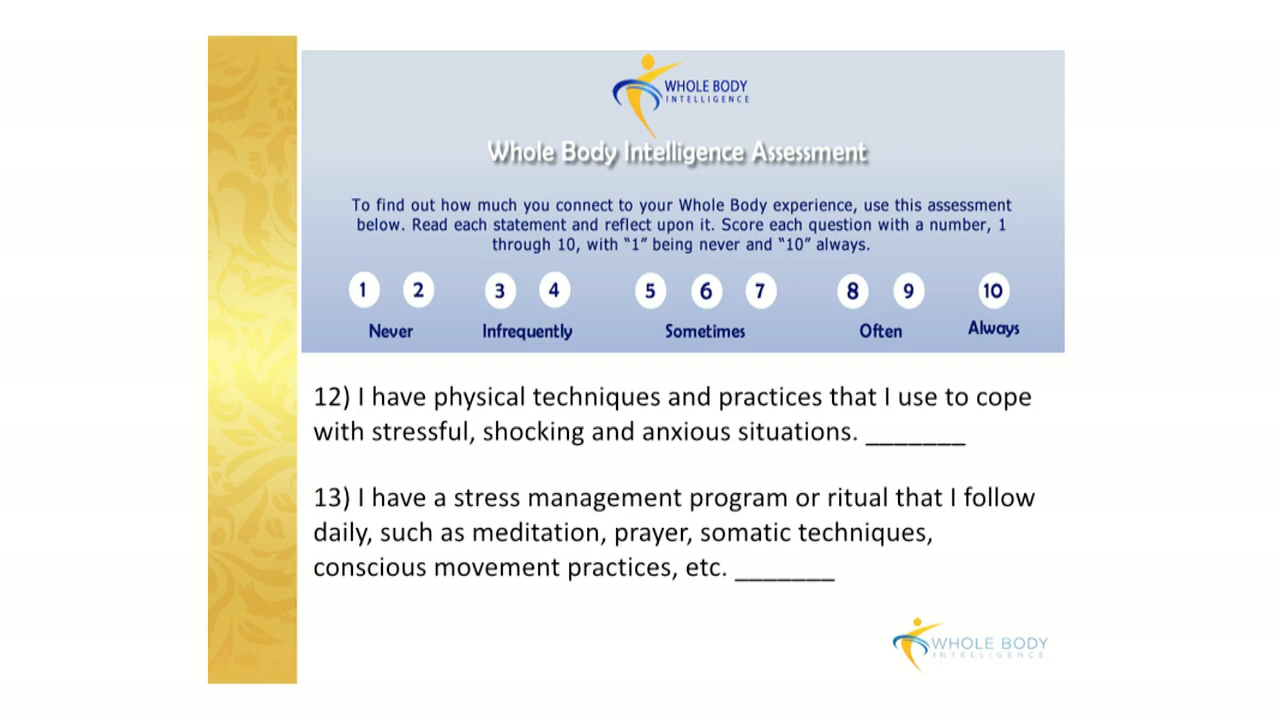 WHOLE BODY
INTELLIGENCE
Whole Body Intelligence Assessment
To find out how much you connect to your Whole Body experience, use this assessment
below. Read each statement and reflect upon it. Score each question with a number, 1
through 10, with “1” being never and “10” always.
1 2 3 4 5 6 7 8 9 10
Never Infrequently Sometimes Often Always
12) I have physical techniques and practices that I use to cope
with stressful, shocking and anxious situations. _______
13) I have a stress management program or ritual that I follow
daily, such as meditation, prayer, somatic techniques,
conscious movement practices, etc. _______
WHOLE BODY
INTELLIGENCE